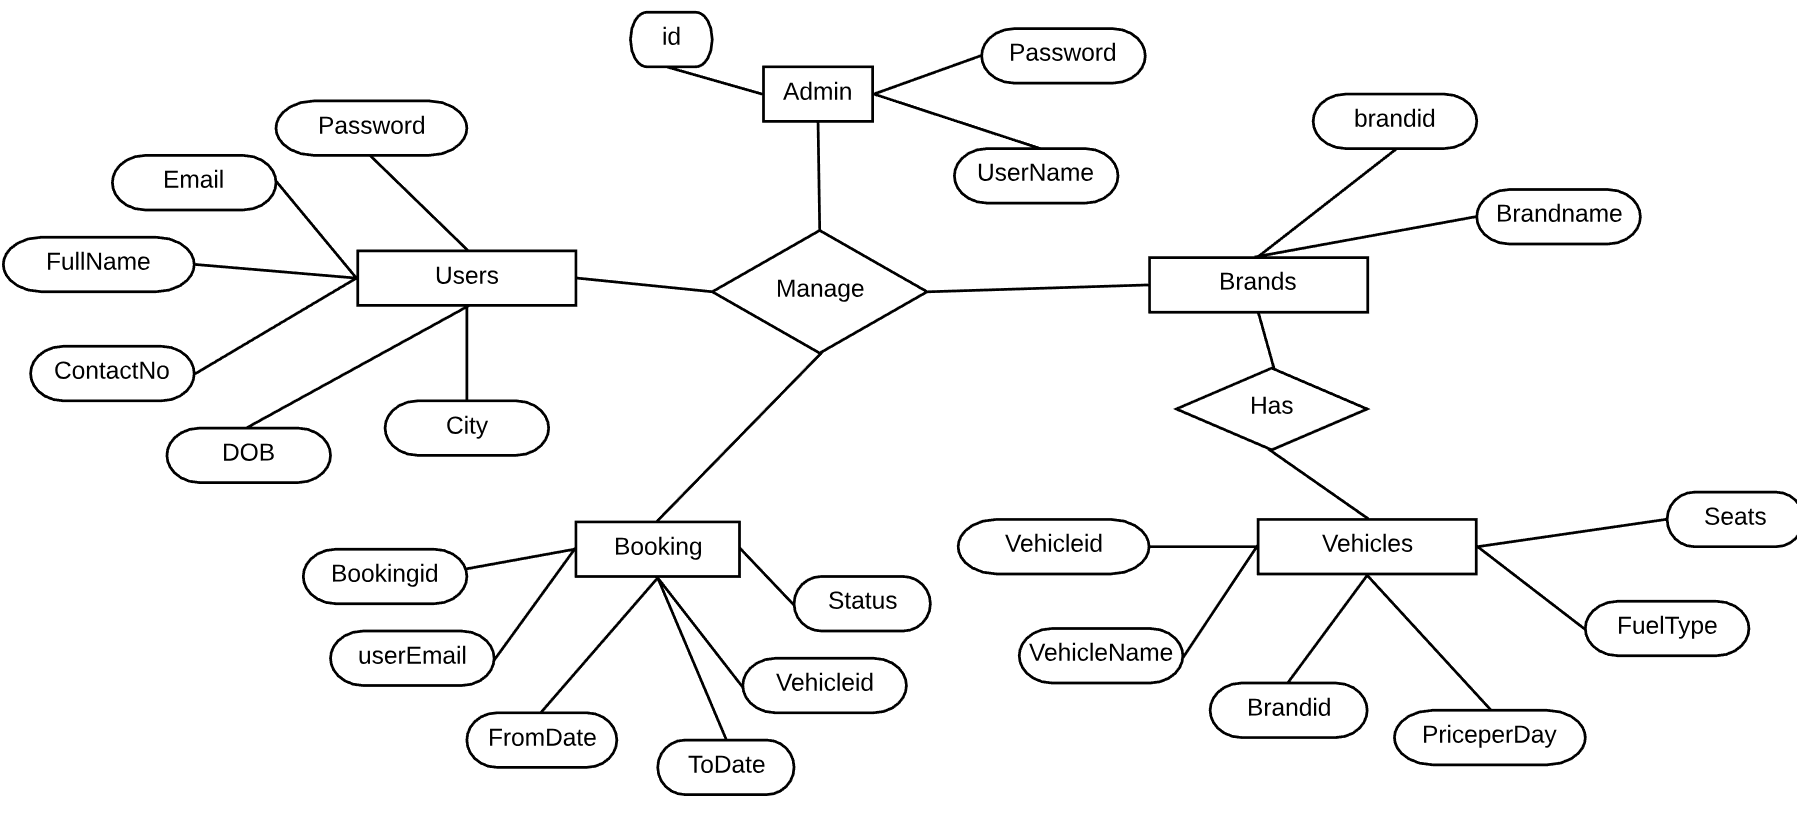 id
Password
Admin
UserName
Password
Email
FullName
Users
ContactNo
DOB
City
Manage
brandid
Brandname
Brands
Has
Booking
Bookingid
userEmail
FromDate
ToDate
Vehicleid
Status
Vehicles
Vehicleid
VehicleName
Brandid
PriceperDay
FuelType
Seats